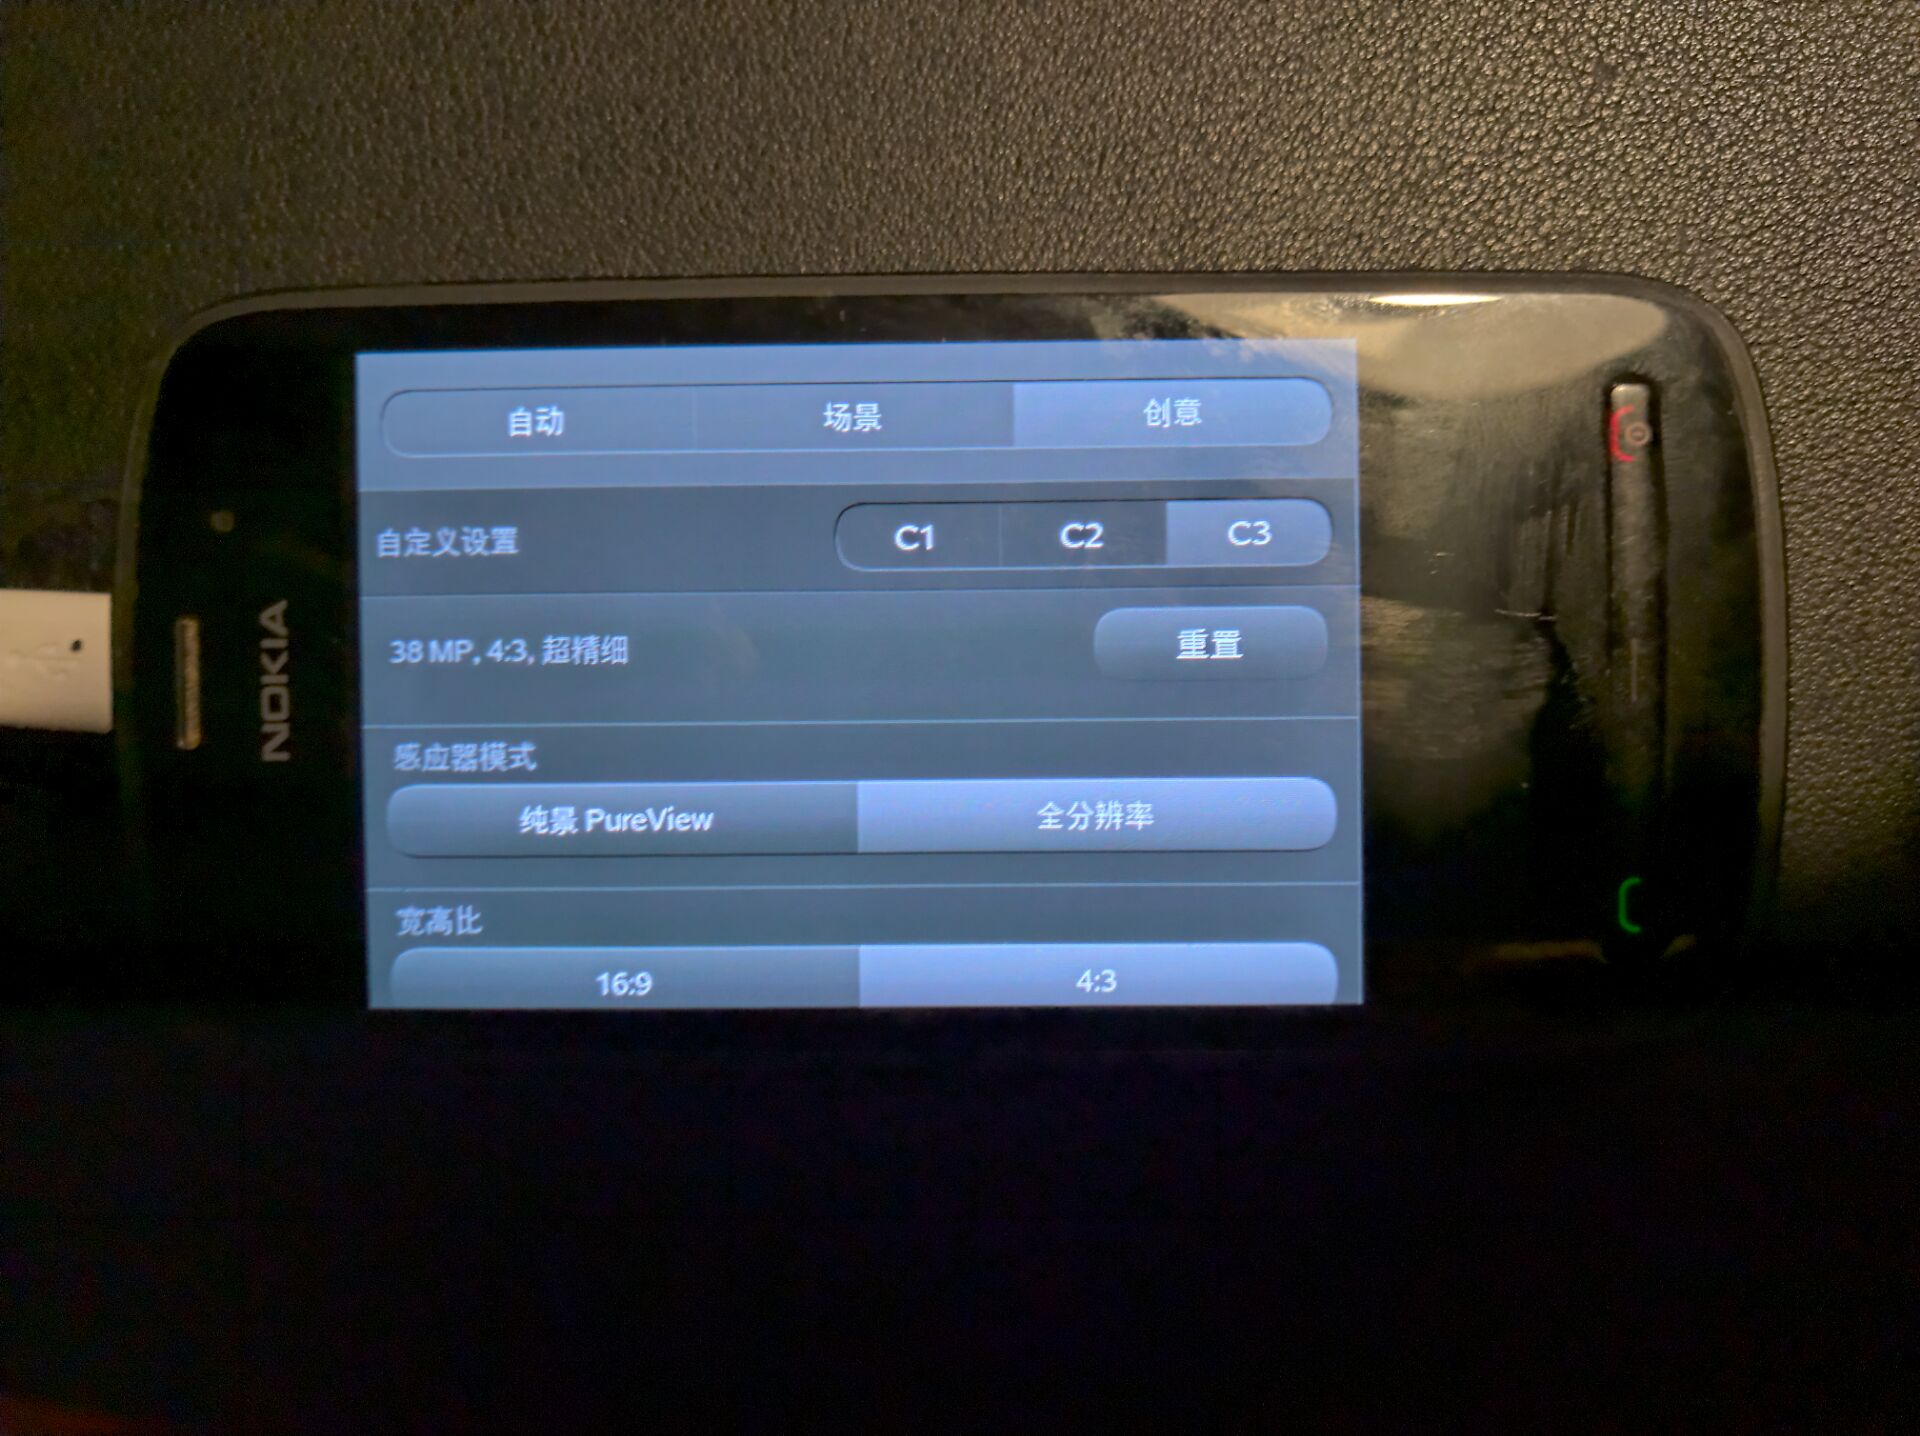 NOKIA
自动 场景 创意
自定义设置 C1 C2 C3
38 MP, 4:3, 超精细 重置
感应器模式
纯景 PureView 全分辨率
宽高比
16:9 4:3